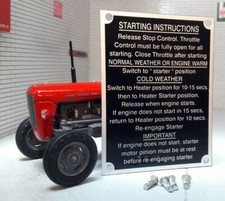 STARTING INSTRUCTIONS
Release Stop Control. Throttle
Control must be fully open for all
starting. Close Throttle after starting
NORMAL WEATHER OR ENGINE WARM
Switch to " starter " position
COLD WEATHER
Switch to Heater position for 10-15 secs.
then to Heater Starter position.
Release when engine starts.
If engine does not start in 15 secs.
return to Heater position for 10 secs.
Re-engage Starter
IMPORTANT
If engine does not start, starter
motor pinion must be at rest
before re-engaging starter.